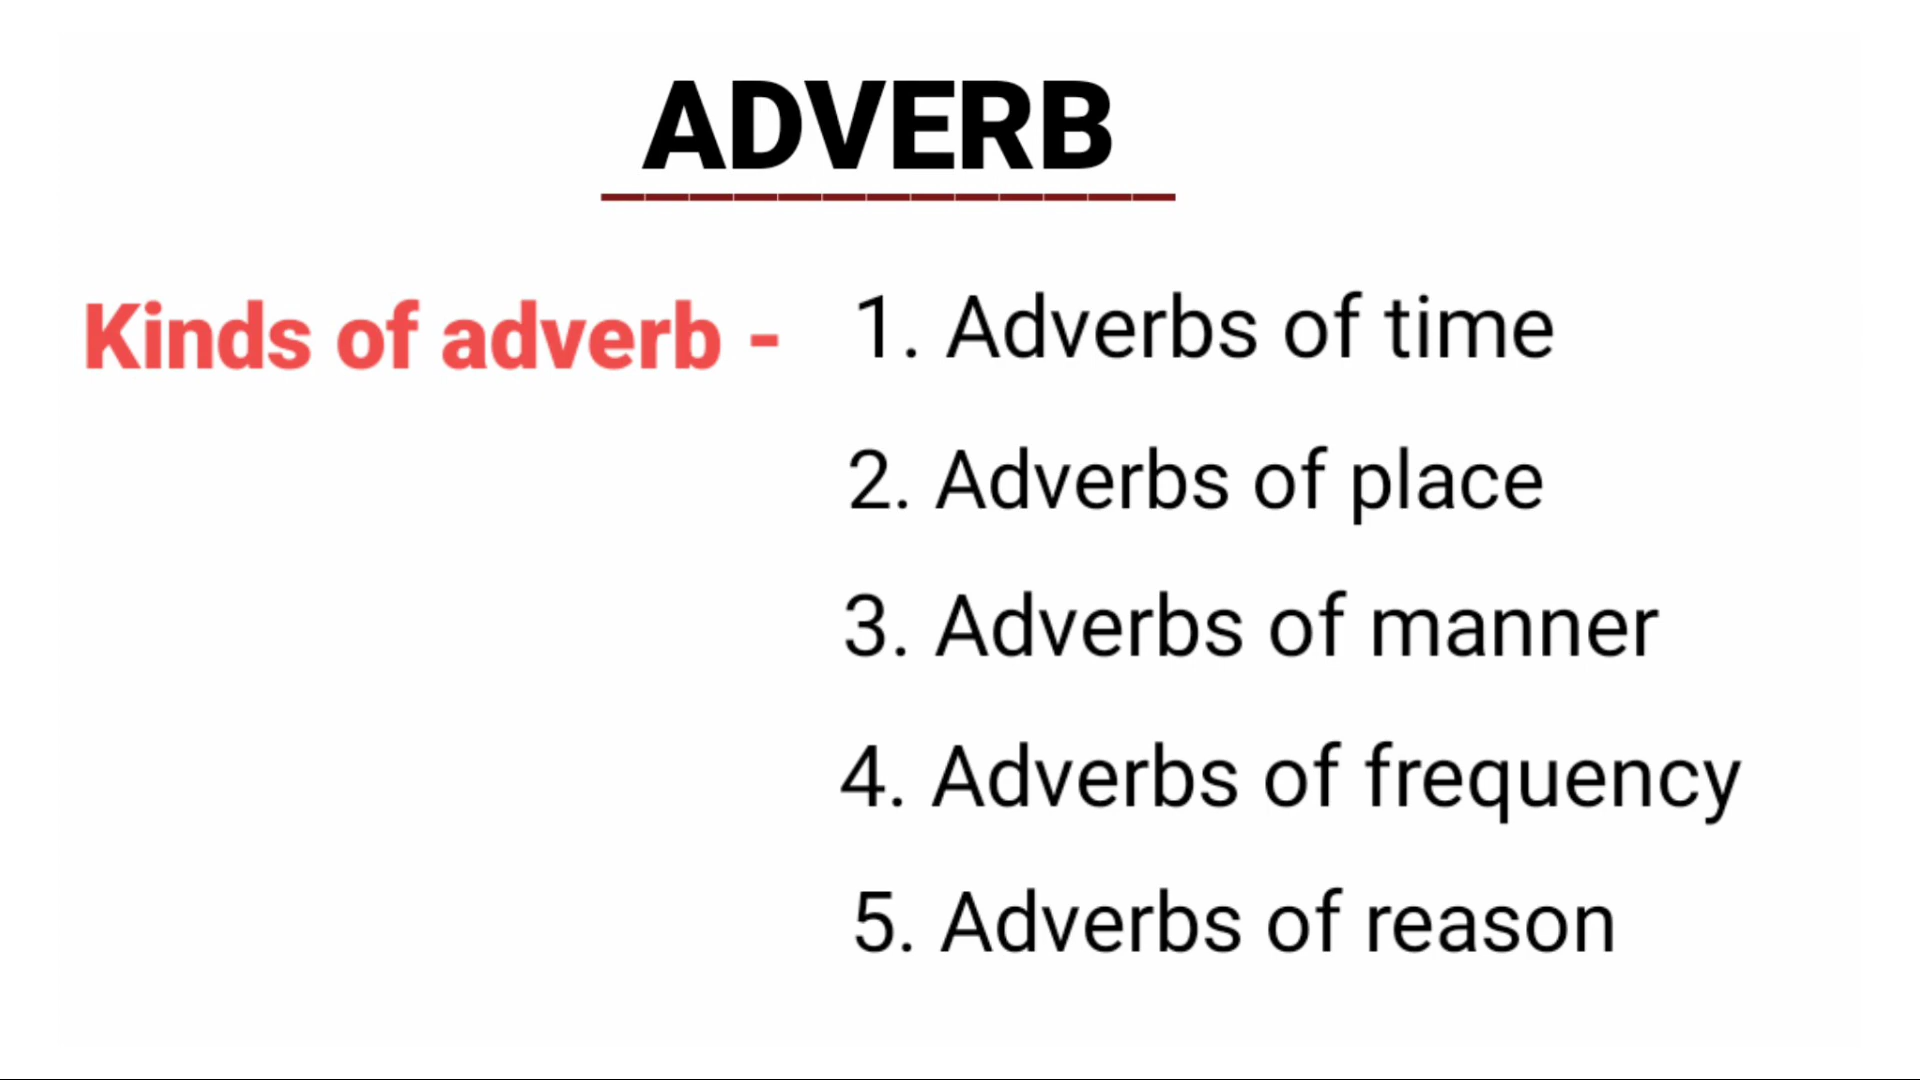 ADVERB
Kinds of adverb - 1. Adverbs of time
2. Adverbs of place
3. Adverbs of manner
4. Adverbs of frequency
5. Adverbs of reason